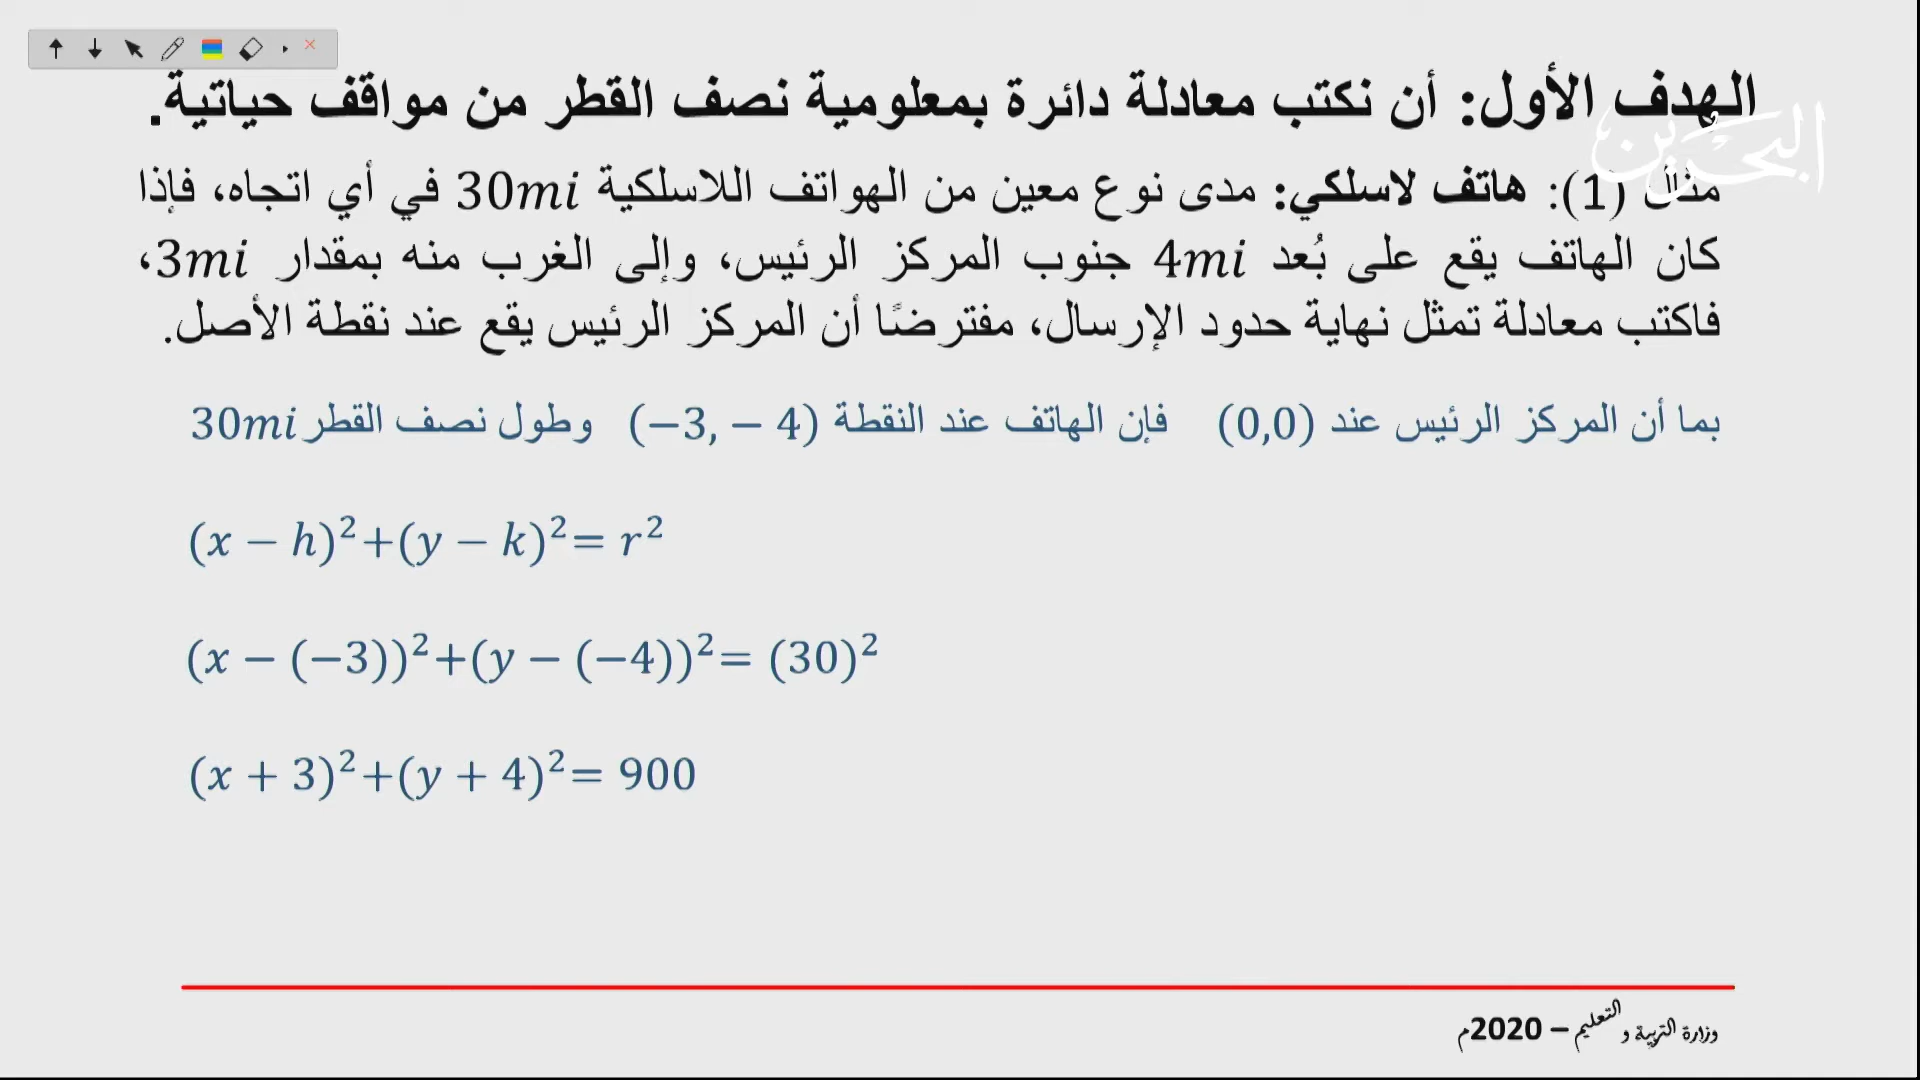 الهدف الأول: أن نكتب معادلة دائرة بمعلومية نصف القطر من مواقف حياتية.
البحرين
مثال (1): هاتف لاسلكي: مدى نوع معين من الهواتف اللاسلكية 30mi في أي اتجاه، فإذا
كان الهاتف يقع على بُعد 4mi جنوب المركز الرئيس، وإلى الغرب منه بمقدار 3mi،
فاكتب معادلة تمثل نهاية حدود الإرسال، مفترضًا أن المركز الرئيس يقع عند نقطة الأصل.
بما أن المركز الرئيس عند (0,0) فإن الهاتف عند النقطة (−3, − 4) وطول نصف القطر 30mi
(x − h)²+(y − k)²= r²
(x − (−3))²+(y − (−4))²= (30)²
(x + 3)²+(y + 4)²= 900
وزارة التربية و التعليم – 2020م